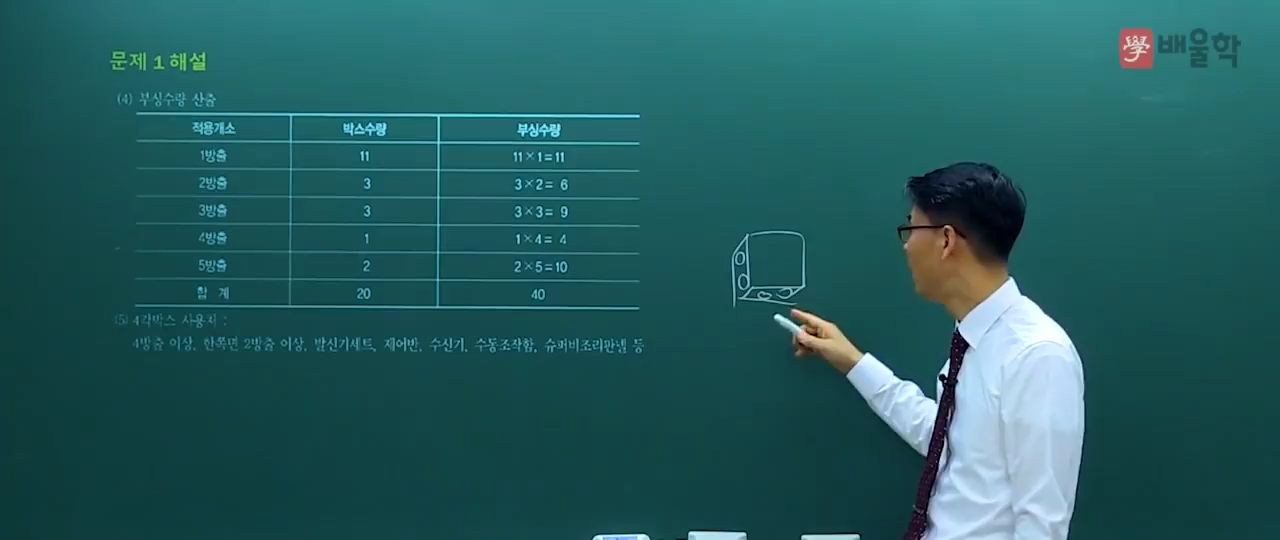 學 배울학
문제 1 해설
(4) 부싱수량 산출
적용개소 박스수량 부싱수량
1방출 11 11×1=11
2방출 3 3×2= 6
3방출 3 3×3= 9
4방출 1 1×4= 4
5방출 2 2×5=10
합 계 20 40
(5) 4각박스 사용처 :
4방출 이상, 한쪽면 2방출 이상, 발신기세트, 제어반, 수신기, 수동조작함, 슈퍼비조리판넬 등